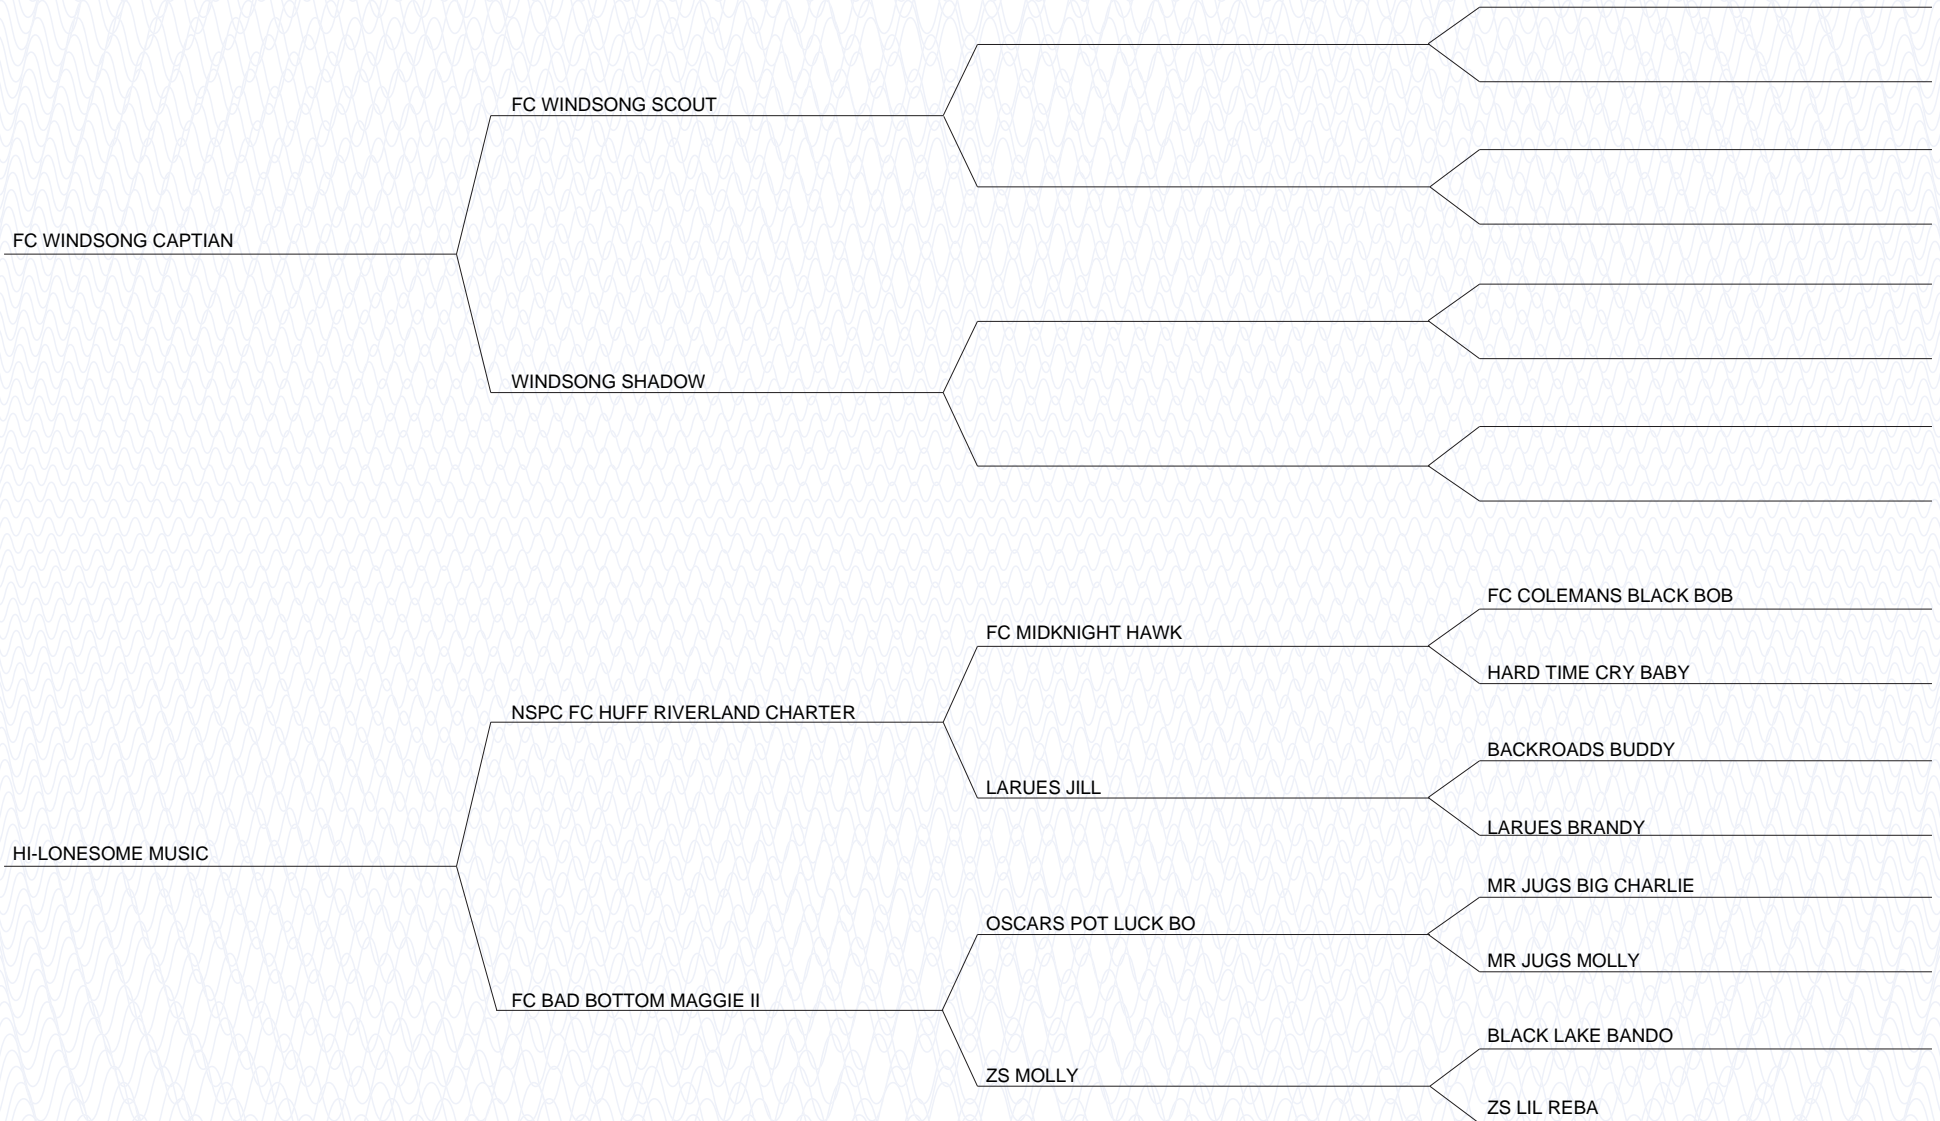 FC WINDSONG SCOUT
FC WINDSONG CAPTIAN
WINDSONG SHADOW
FC COLEMANS BLACK BOB
FC MIDKNIGHT HAWK
HARD TIME CRY BABY
NSPC FC HUFF RIVERLAND CHARTER
BACKROADS BUDDY
LARUES JILL
LARUES BRANDY
HI-LONESOME MUSIC
MR JUGS BIG CHARLIE
OSCARS POT LUCK BO
MR JUGS MOLLY
FC BAD BOTTOM MAGGIE II
BLACK LAKE BANDO
ZS MOLLY
ZS LIL REBA